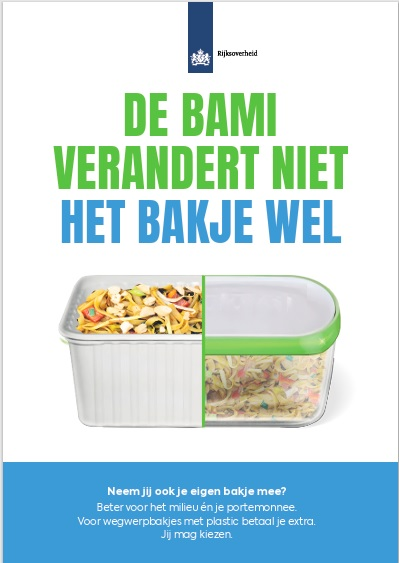 Rijksoverheid
DE BAMI
VERANDERT NIET
HET BAKJE WEL
Neem jij ook je eigen bakje mee?
Beter voor het milieu én je portemonnee.
Voor wegwerpbakjes met plastic betaal je extra.
Jij mag kiezen.